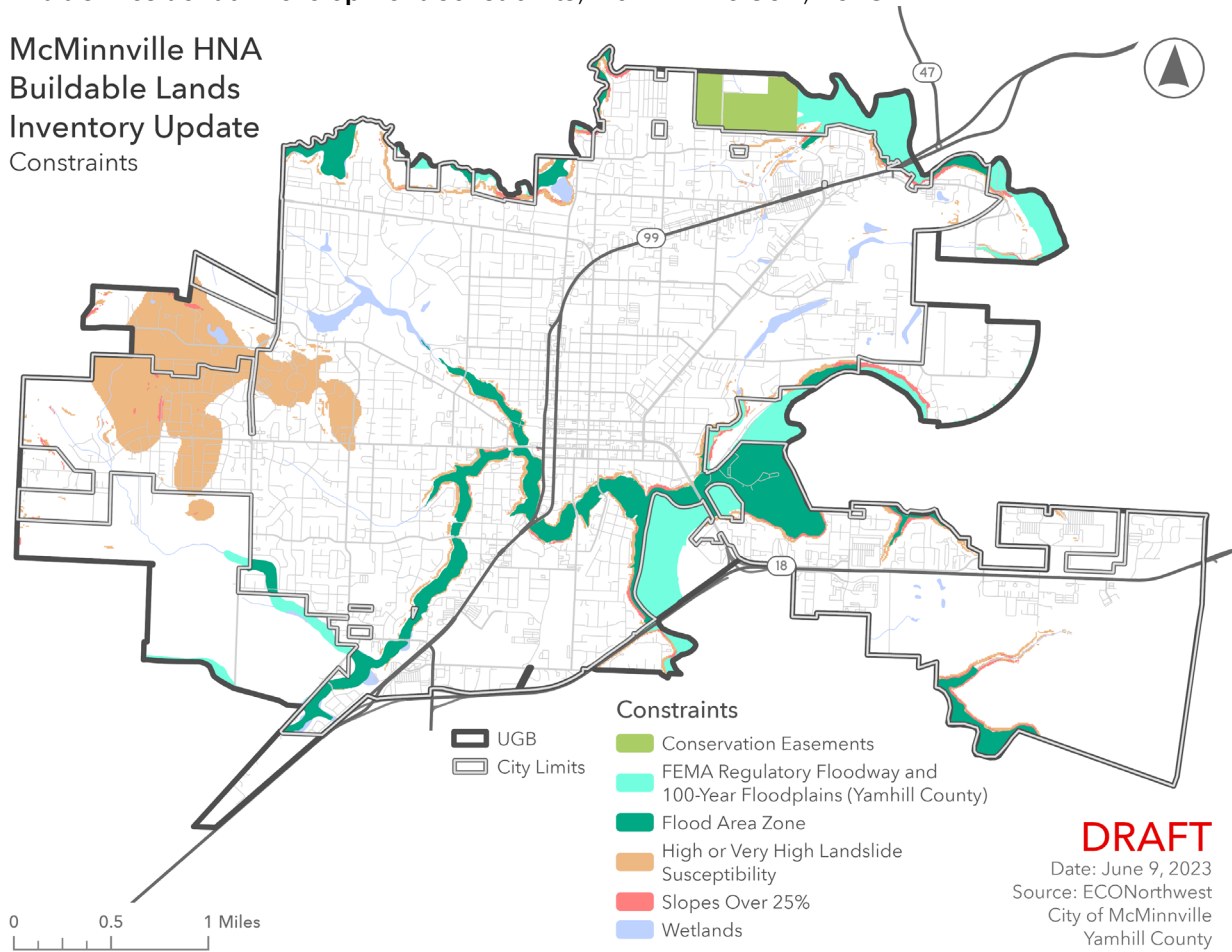 McMinnville HNA
Buildable Lands
Inventory Update
Constraints
47
99
18
UGB
City Limits
Constraints
Conservation Easements
FEMA Regulatory Floodway and
100-Year Floodplains (Yamhill County)
Flood Area Zone
High or Very High Landslide
Susceptibility
Slopes Over 25%
Wetlands
DRAFT
Date: June 9, 2023
Source: ECONorthwest
City of McMinnville
Yamhill County
0 0.5 1 Miles